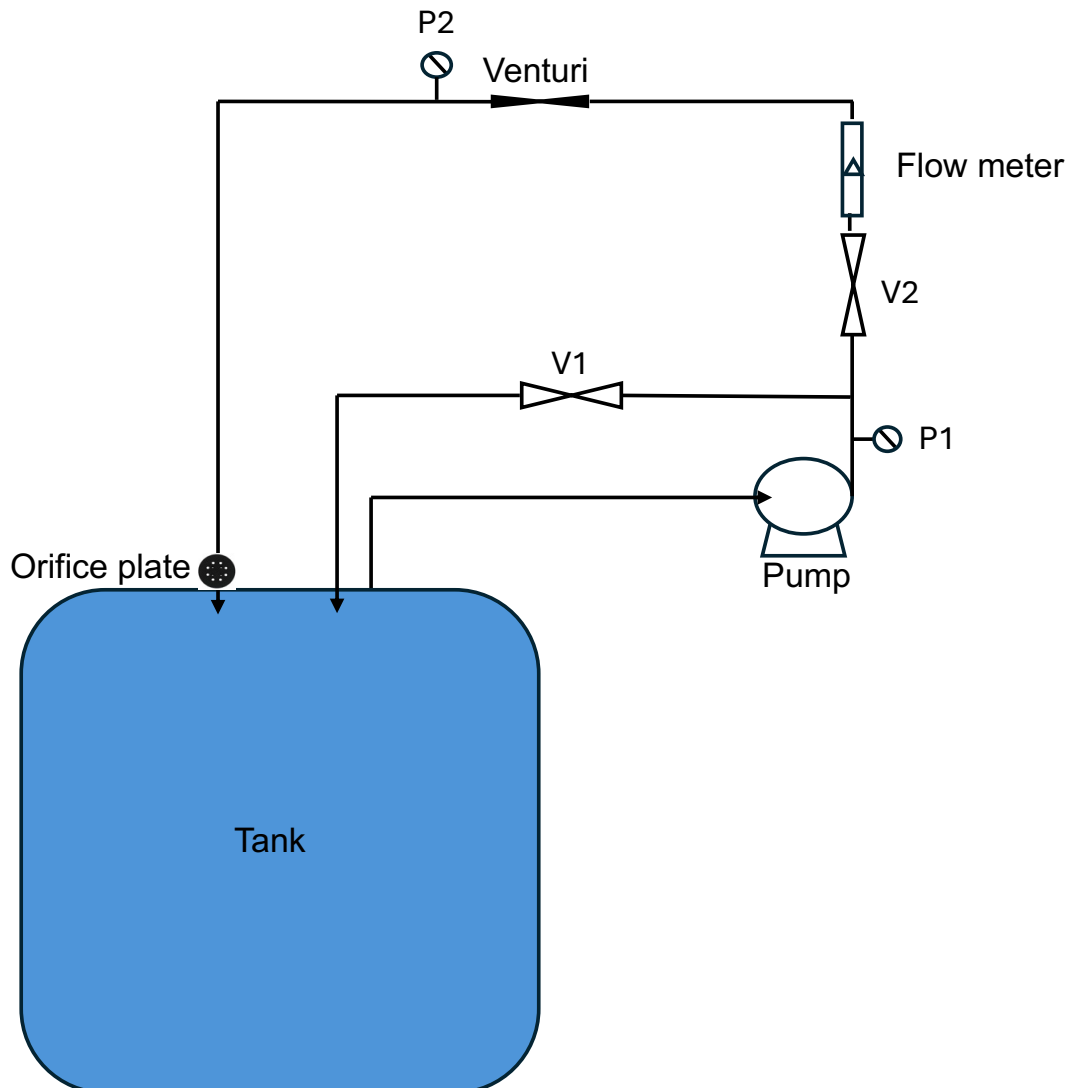 P2
Venturi
Flow meter
V2
V1
P1
Orifice plate
Pump
Tank